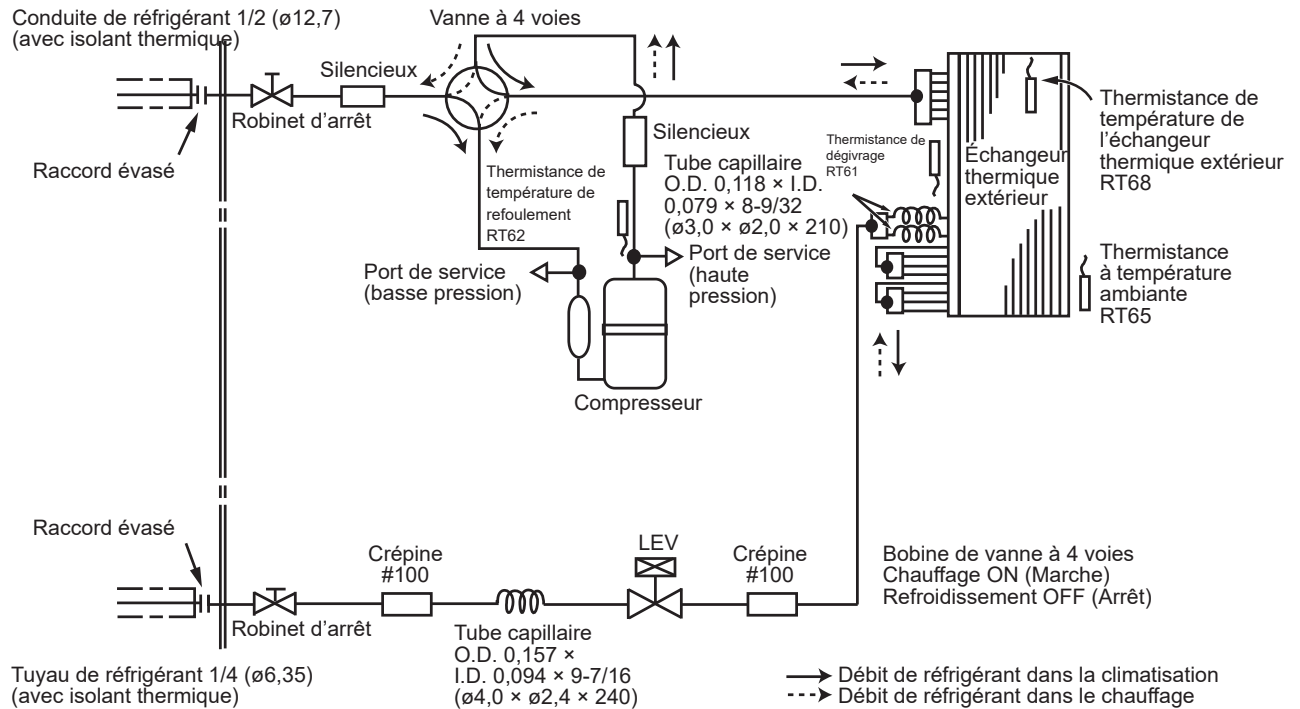 Conduite de réfrigérant 1/2 (ø12,7)
(avec isolant thermique)
Vanne à 4 voies
Silencieux
Robinet d’arrêt
Raccord évasé
Silencieux
Thermistance de
température de
refoulement
RT62
Tube capillaire
O.D. 0,118 × I.D.
0,079 × 8-9/32
(ø3,0 × ø2,0 × 210)
Thermistance de
dégivrage
RT61
Échangeur
thermique
extérieur
Thermistance de
température de
l’échangeur
thermique extérieur
RT68
Port de service
(basse pression)
Port de service
(haute
pression)
Thermistance
à température
ambiante
RT65
Compresseur
Raccord évasé
Robinet d’arrêt
Crépine
#100
LEV
Crépine
#100
Tube capillaire
O.D. 0,157 ×
I.D. 0,094 × 9-7/16
(ø4,0 × ø2,4 × 240)
Bobine de vanne à 4 voies
Chauffage ON (Marche)
Refroidissement OFF (Arrêt)
Tuyau de réfrigérant 1/4 (ø6,35)
(avec isolant thermique)
Débit de réfrigérant dans la climatisation
Débit de réfrigérant dans le chauffage